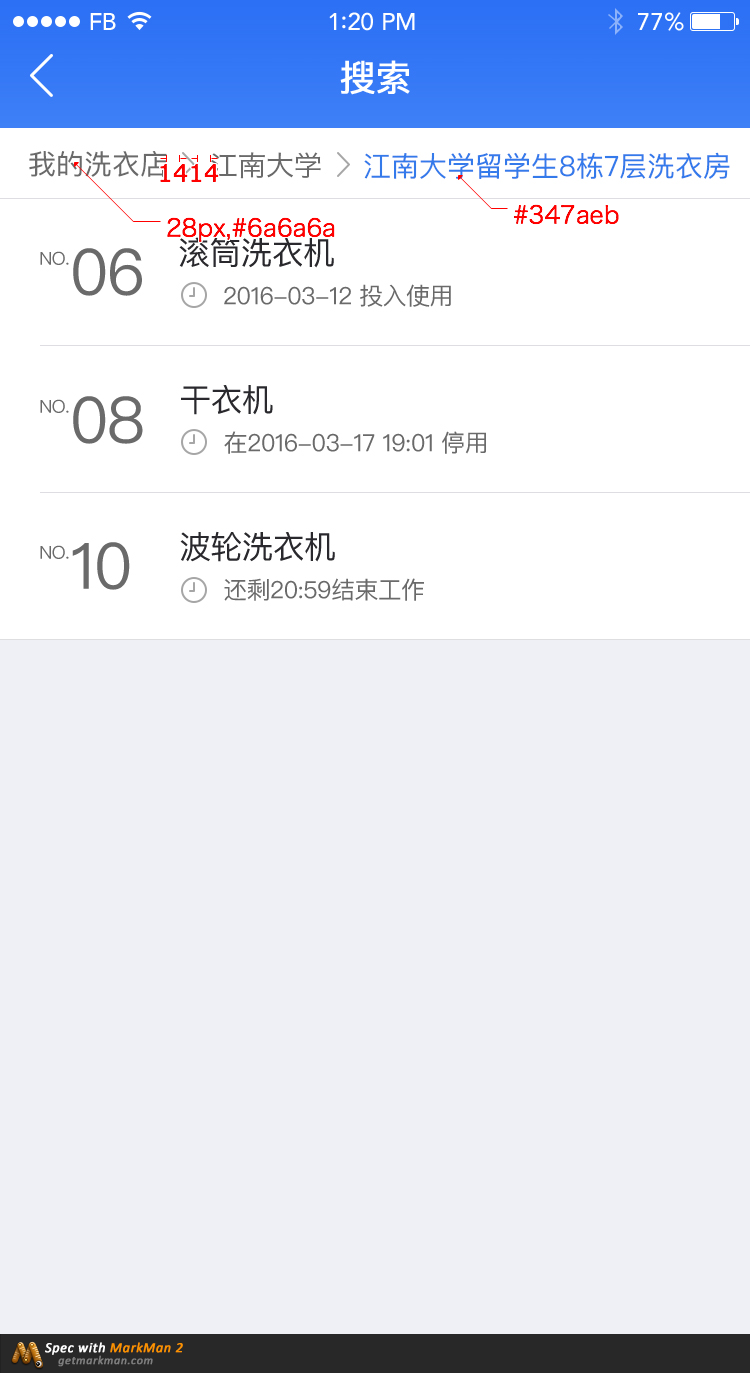 FB 1:20 PM 77%
搜索
我的洗衣店 江南大学 江南大学留学生8栋7层洗衣房
1414
28px,#6a6a6a
#347aeb
NO.06 滚筒洗衣机
2016-03-12 投入使用
NO.08 干衣机
在2016-03-17 19:01 停用
NO.10 波轮洗衣机
还剩20:59结束工作
Spec with MarkMan 2
getmarkman.com